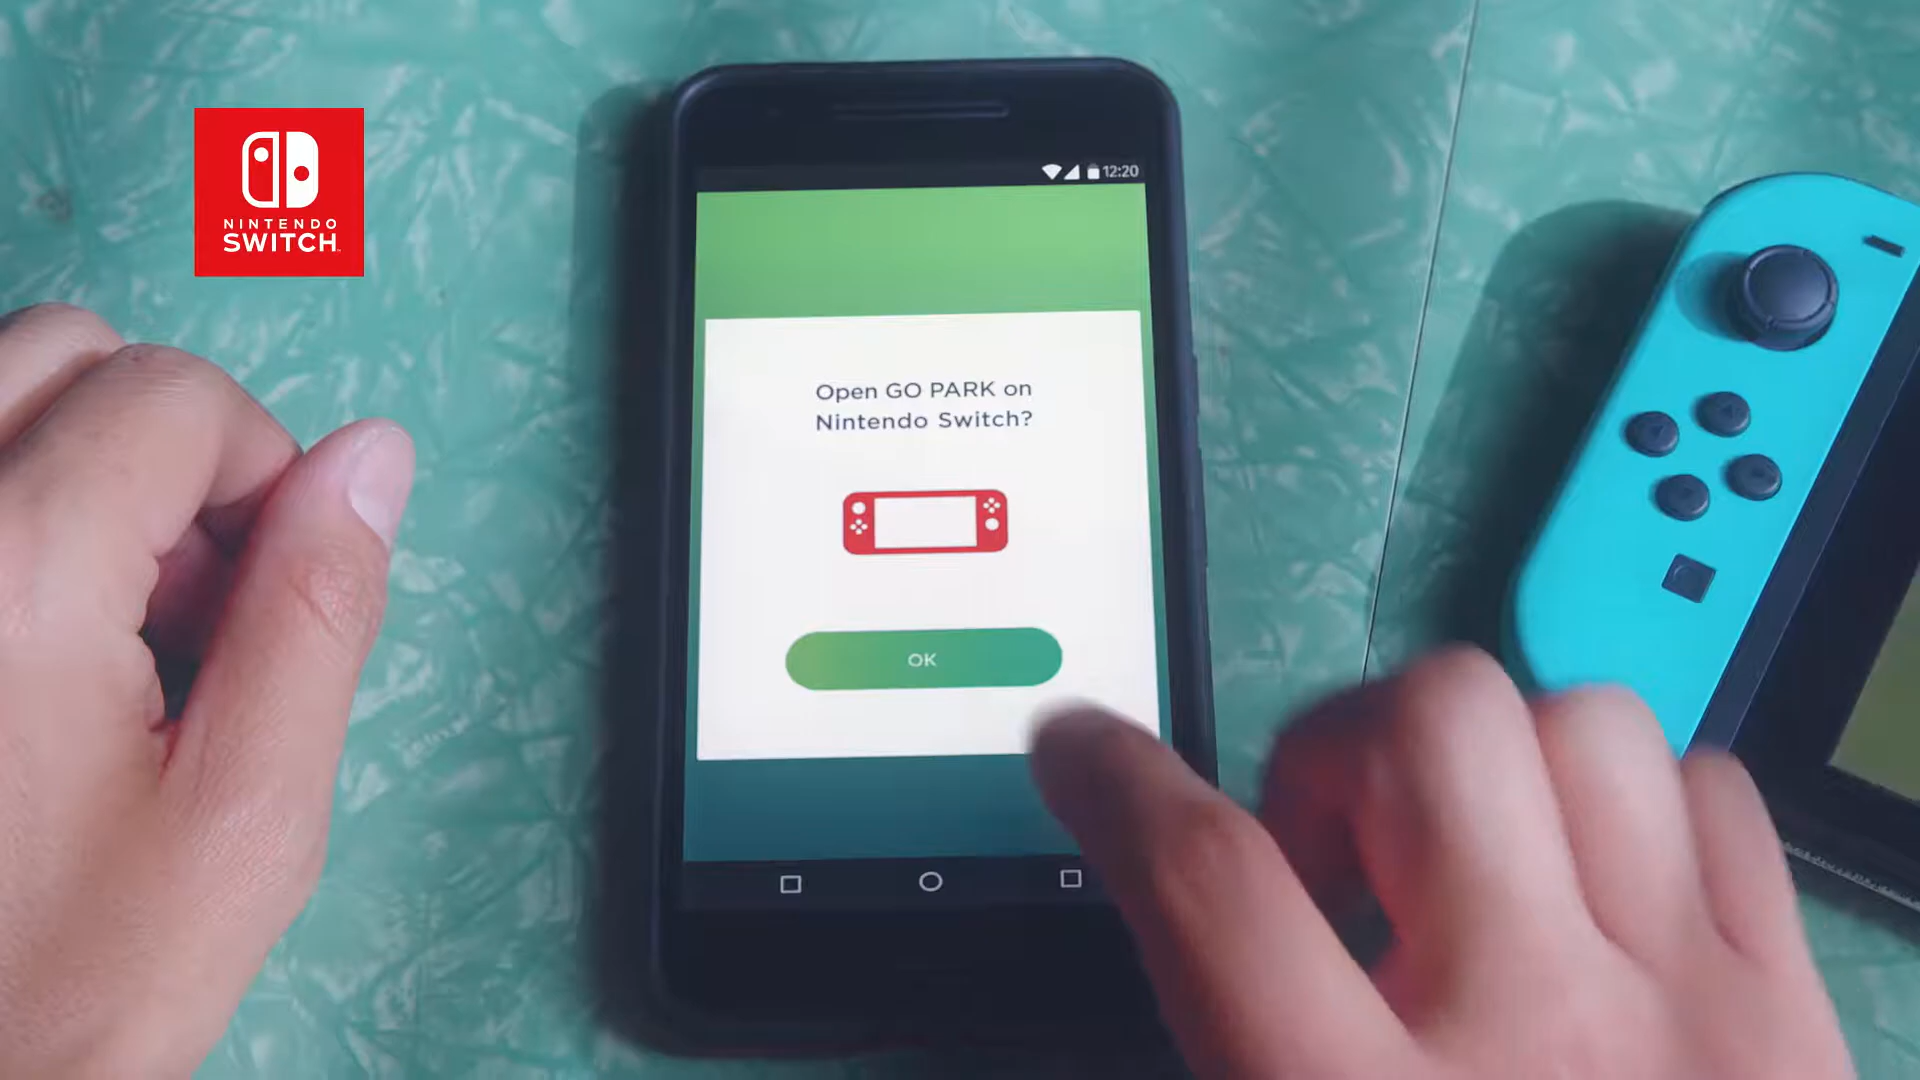 NINTENDO
SWITCH
12:20
Open GO PARK on
Nintendo Switch?
OK